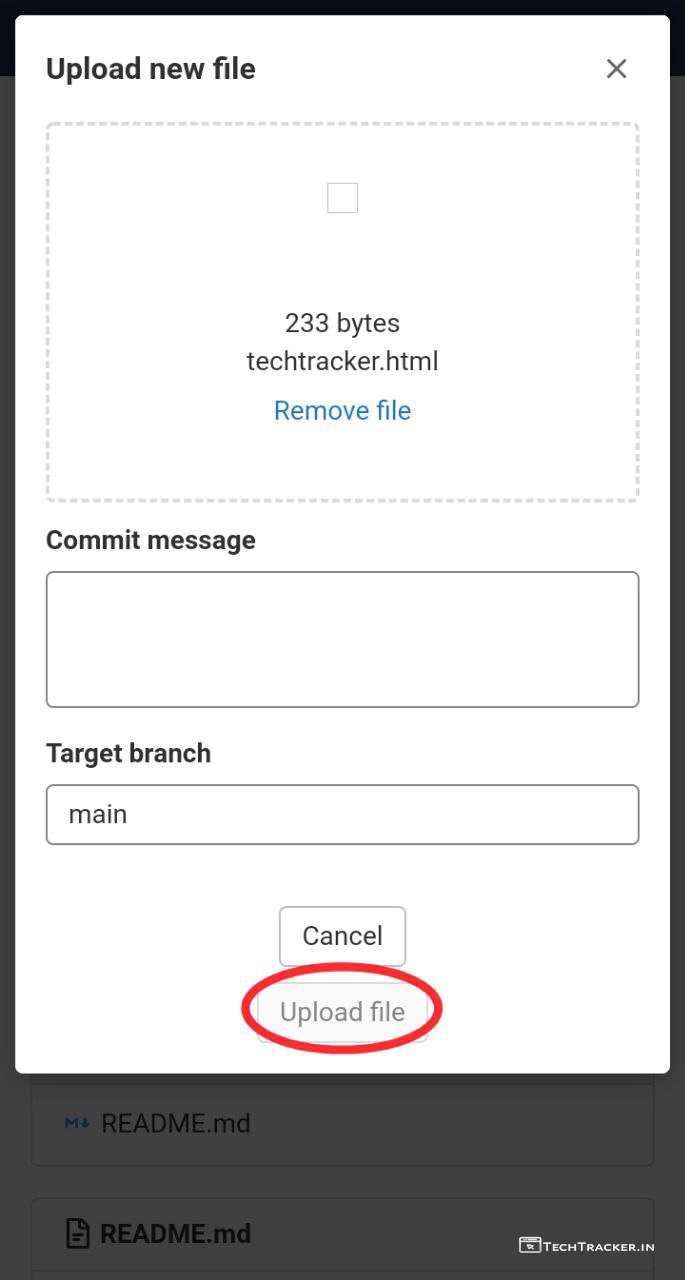 Upload new file
233 bytes
techtracker.html
Remove file
Commit message
Target branch
main
Cancel
Upload file
M README.md
README.md
TECHTRACKER.IN